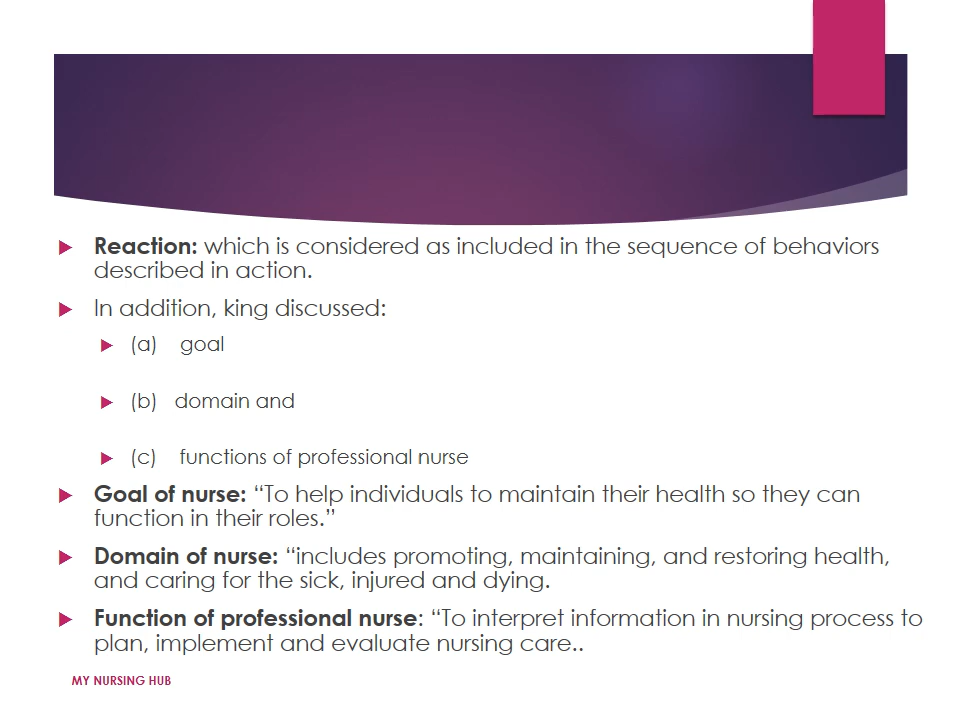 Reaction: which is considered as included in the sequence of behaviors
described in action.
In addition, king discussed:
(a) goal
(b) domain and
(c) functions of professional nurse
Goal of nurse: “To help individuals to maintain their health so they can
function in their roles.”
Domain of nurse: “includes promoting, maintaining, and restoring health,
and caring for the sick, injured and dying.
Function of professional nurse: “To interpret information in nursing process to
plan, implement and evaluate nursing care..
MY NURSING HUB